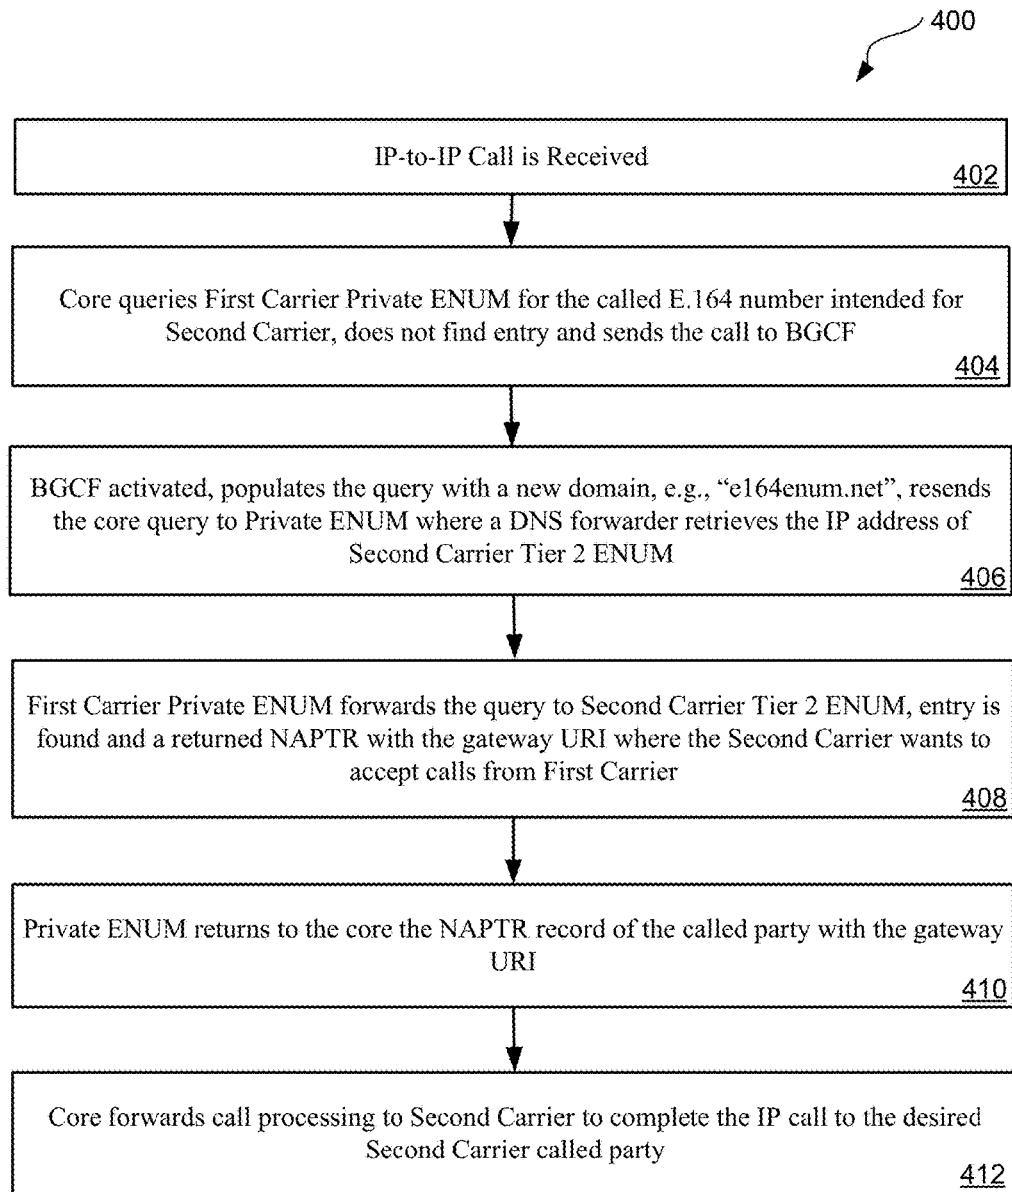 400
IP-to-IP Call is Received
402
Core queries First Carrier Private ENUM for the called E.164 number intended for
Second Carrier, does not find entry and sends the call to BGCF
404
BGCF activated, populates the query with a new domain, e.g., “e164enum.net”, resends
the core query to Private ENUM where a DNS forwarder retrieves the IP address of
Second Carrier Tier 2 ENUM
406
First Carrier Private ENUM forwards the query to Second Carrier Tier 2 ENUM, entry is
found and a returned NAPTR with the gateway URI where the Second Carrier wants to
accept calls from First Carrier
408
Private ENUM returns to the core the NAPTR record of the called party with the gateway
URI
410
Core forwards call processing to Second Carrier to complete the IP call to the desired
Second Carrier called party
412